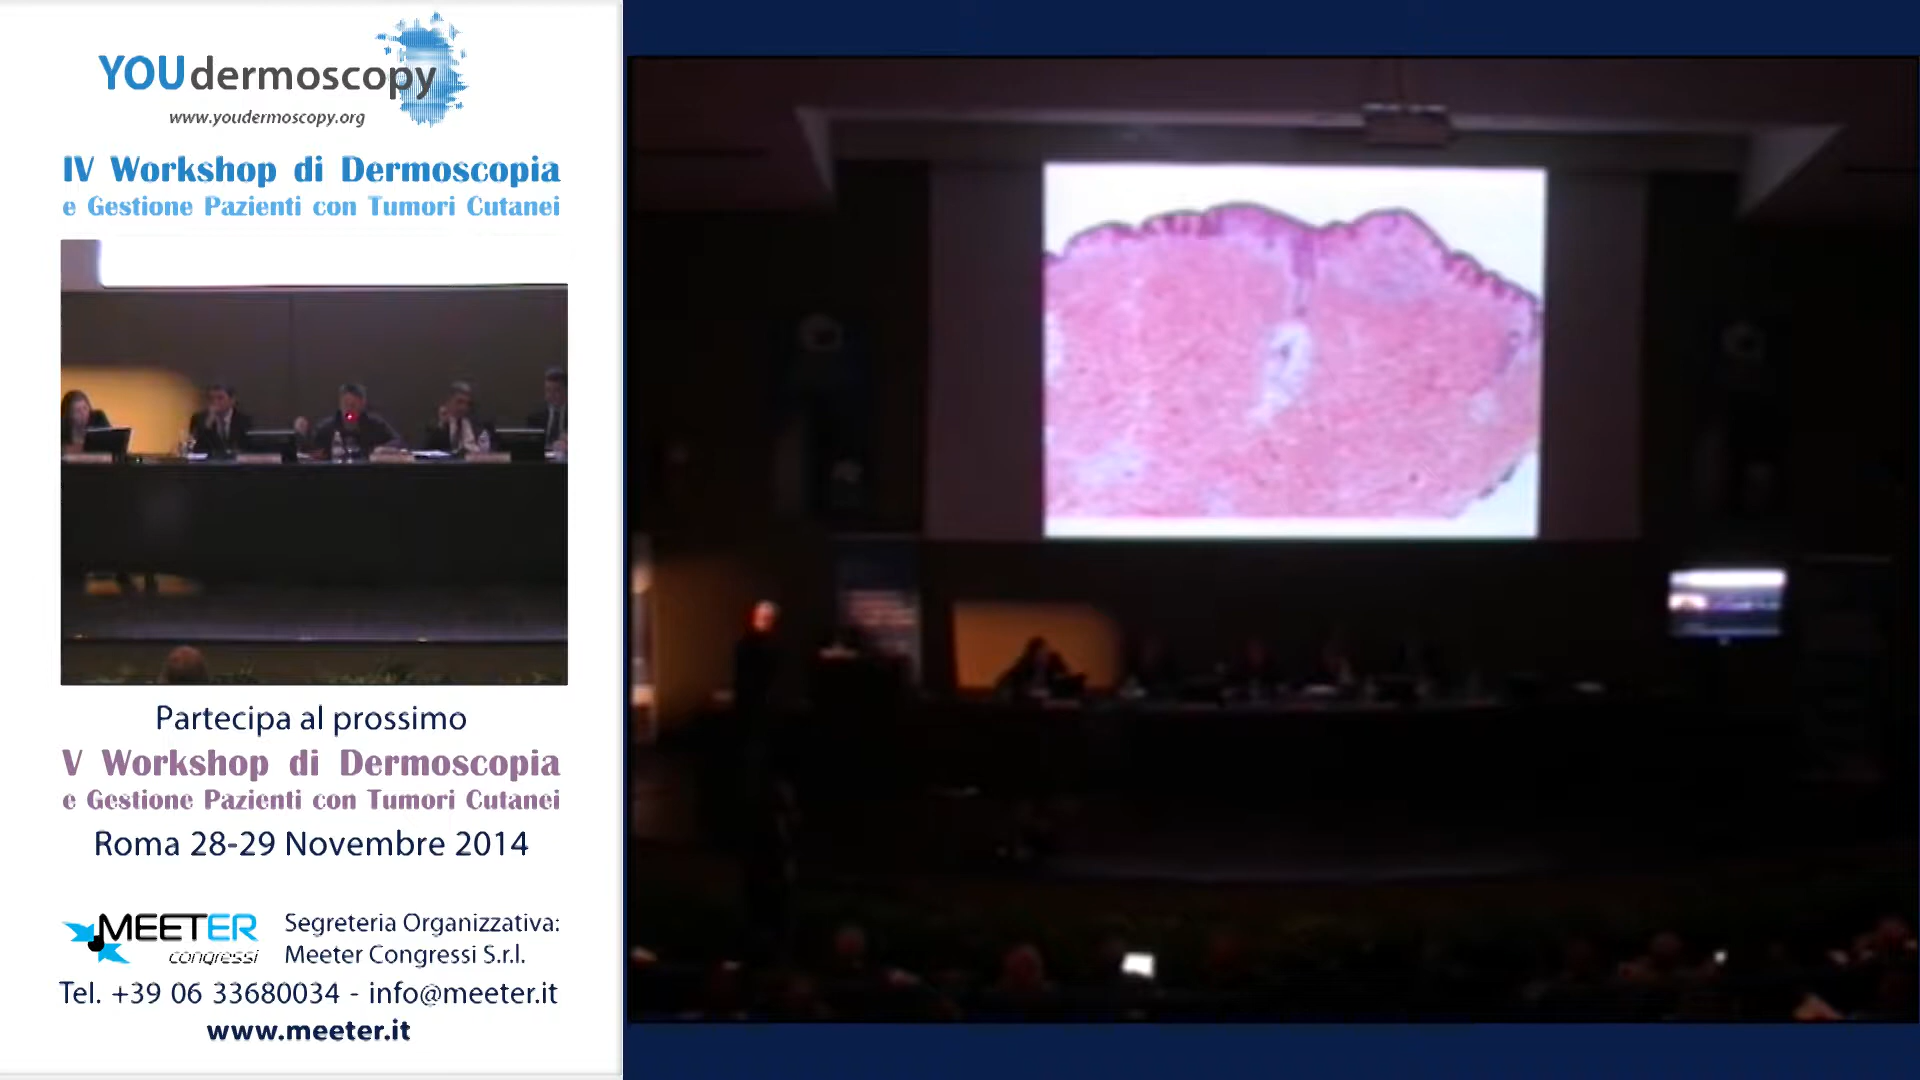 YOUdermoscopy
www.youdermoscopy.org
IV Workshop di Dermoscopia
e Gestione Pazienti con Tumori Cutanei
Partecipa al prossimo
V Workshop di Dermoscopia
e Gestione Pazienti con Tumori Cutanei
Roma 28-29 Novembre 2014
MEETER
congressi
Segreteria Organizzativa:
Meeter Congressi S.r.l.
Tel. +39 06 33680034 - info@meeter.it
www.meeter.it